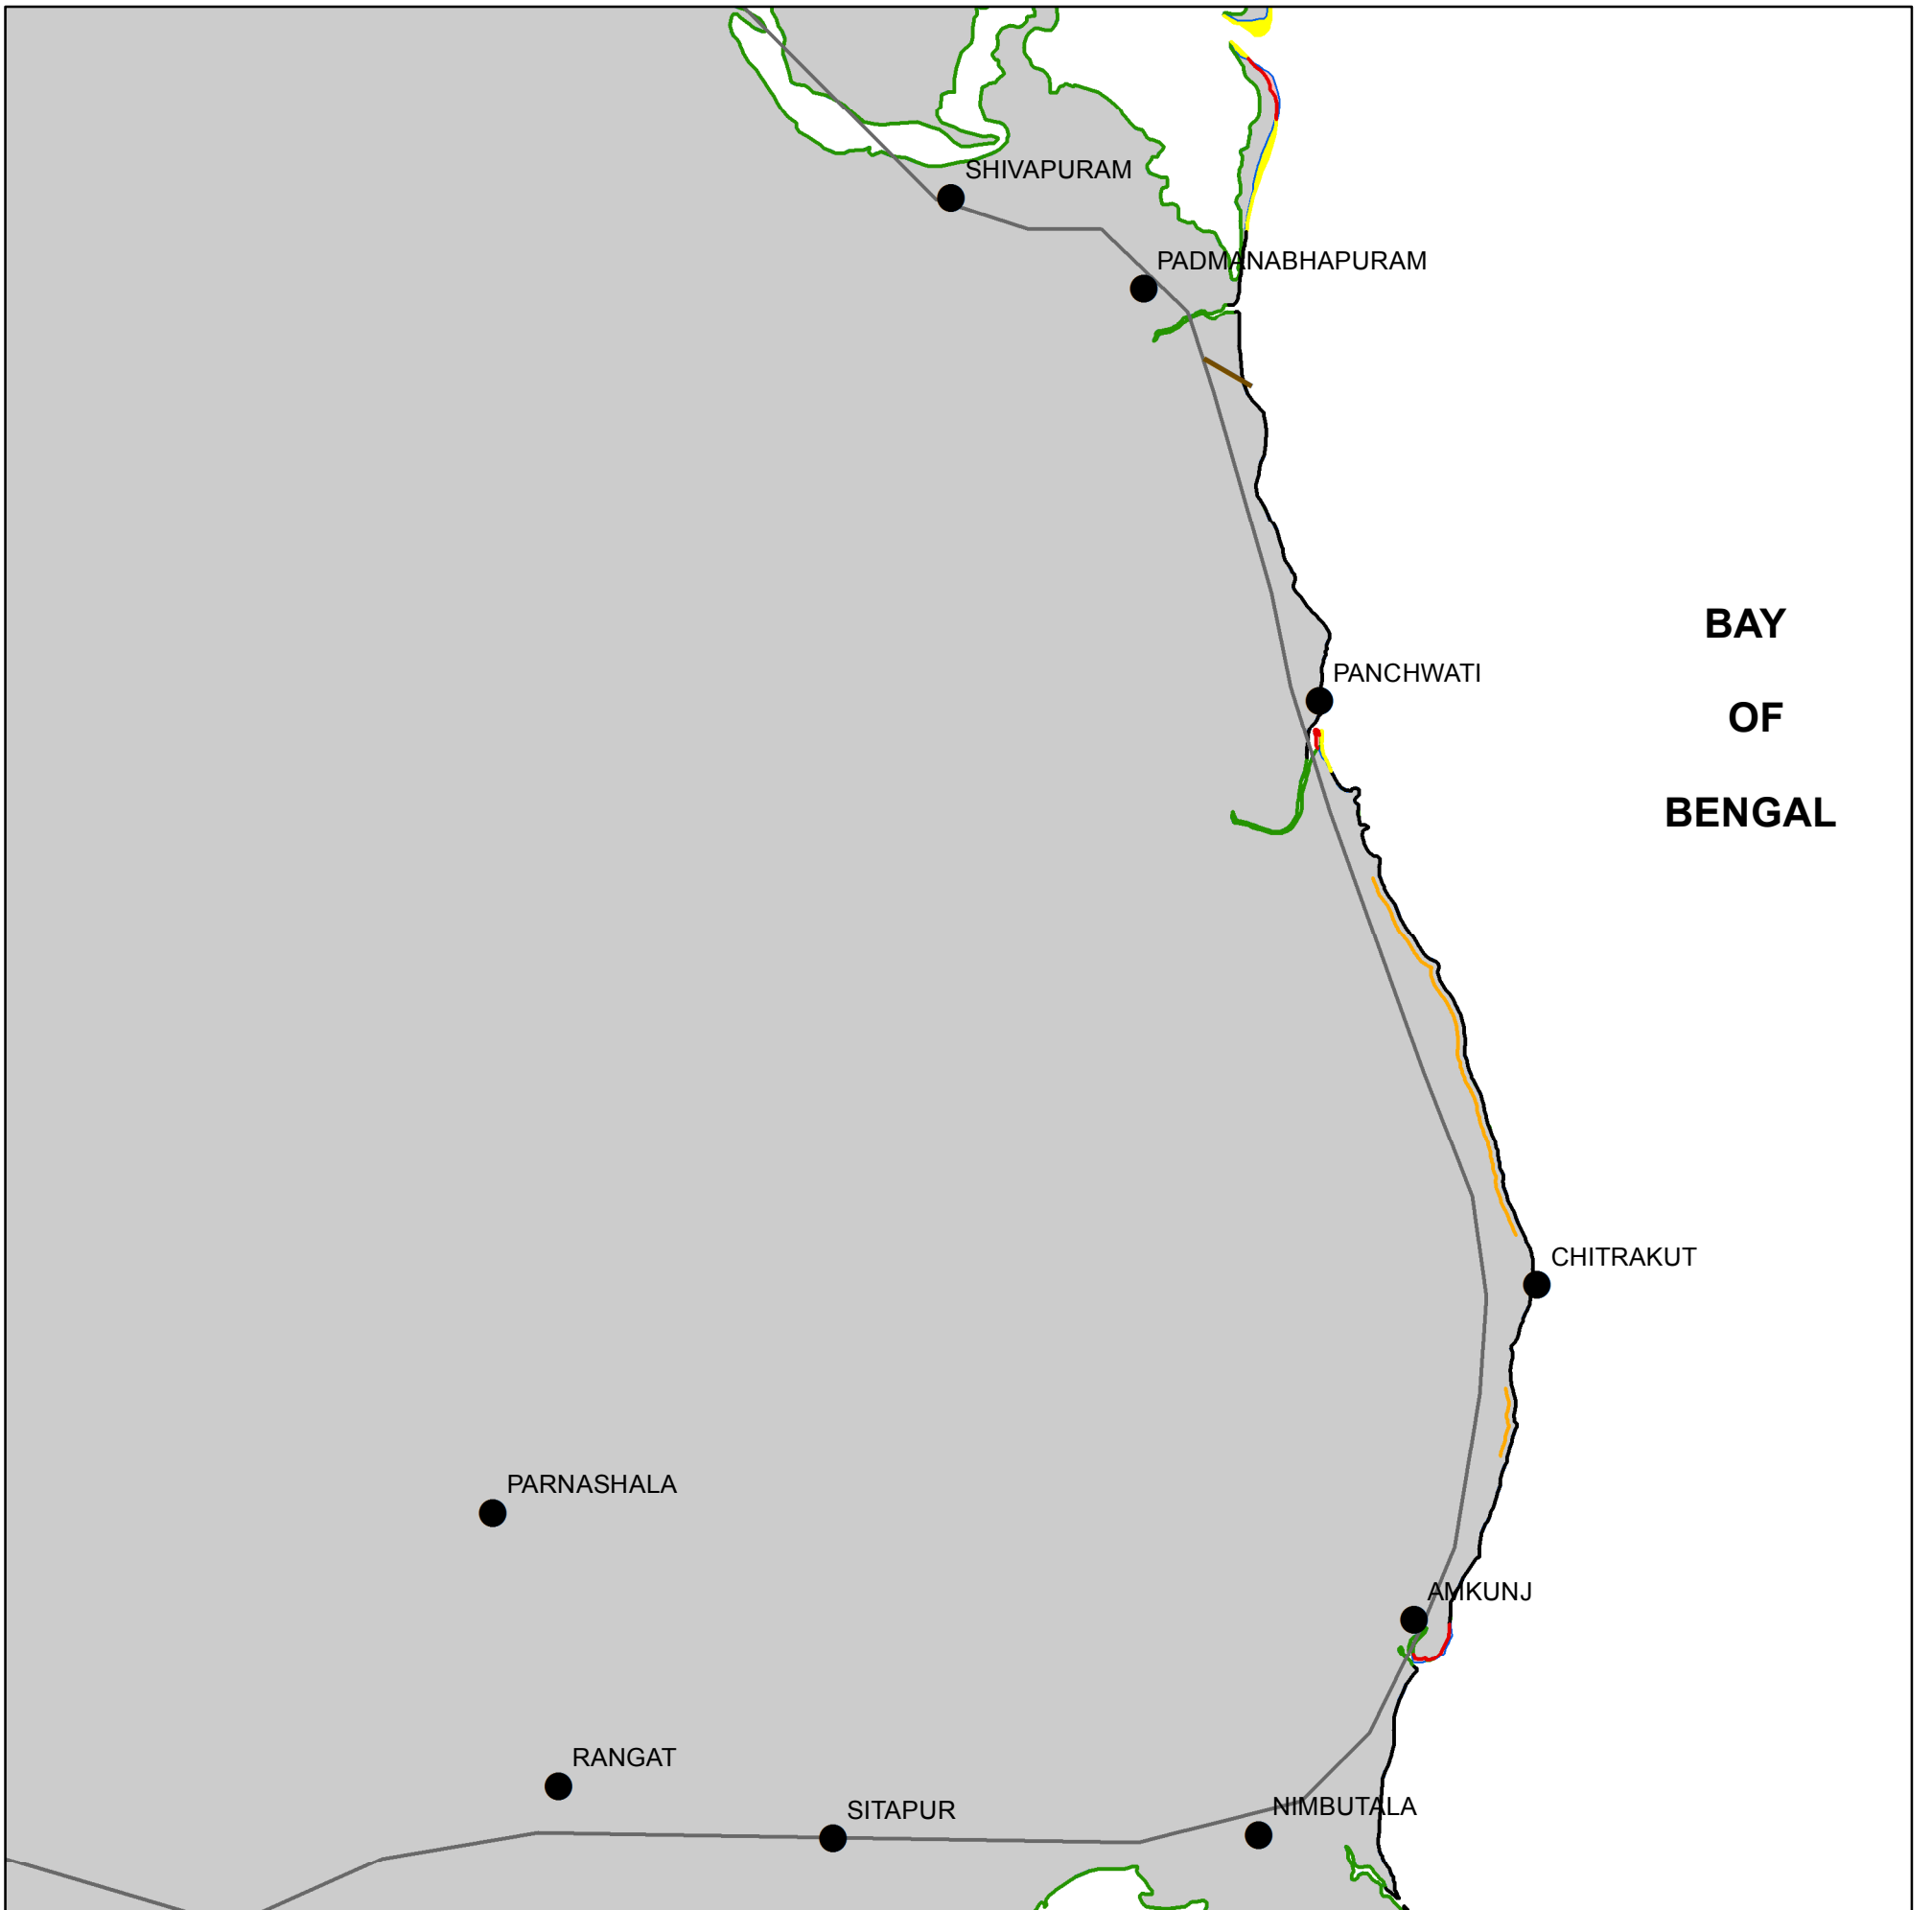 SHIVAPURAM
PADMANABHAPURAM
BAY
PANCHWATI
OF
BENGAL
CHITRAKUT
PARNASHALA
AMKUNJ
RANGAT
SITAPUR
NIMBUTALA